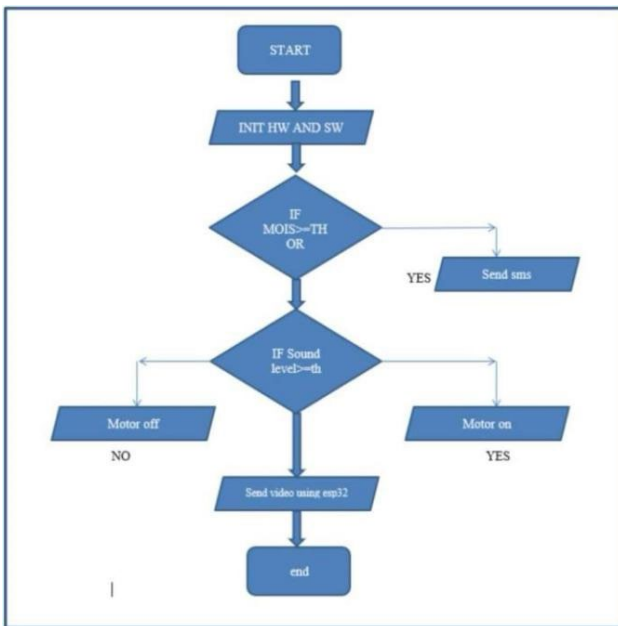 START
INIT HW AND SW
IF
MOIS>=TH
OR
YES
Send sms
IF Sound
level>=th
Motor off
Motor on
NO
YES
Send video using esp32
end